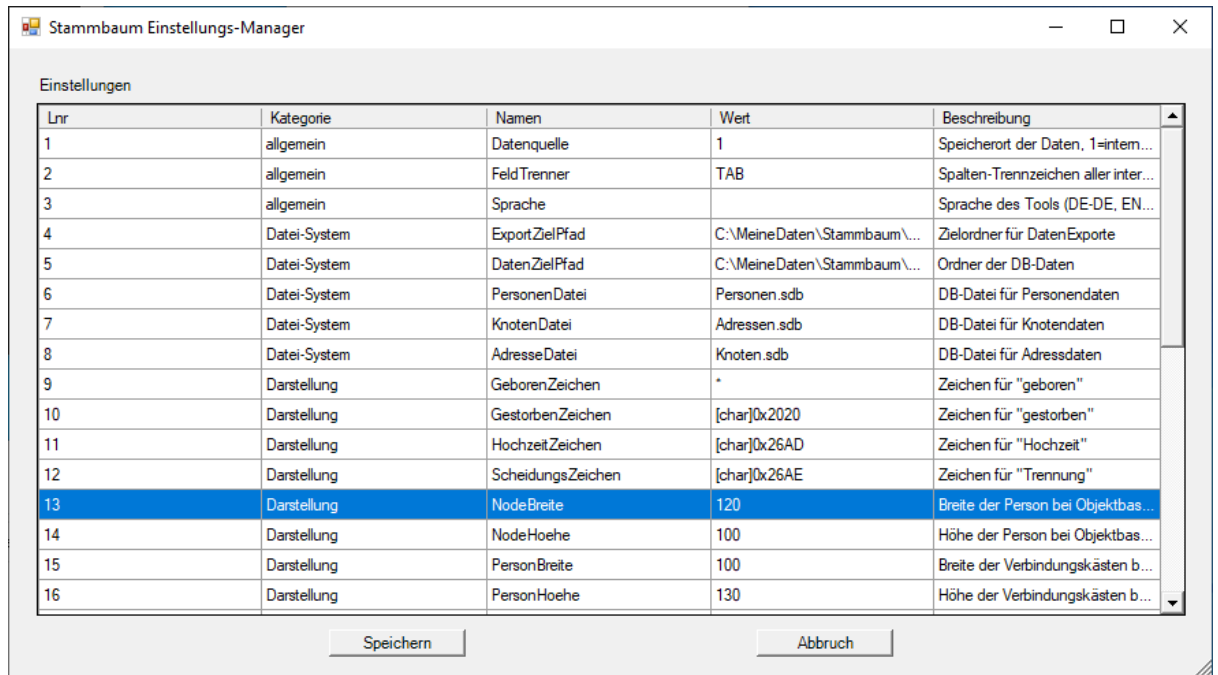 Stammbaum Einstellungs-Manager
Einstellungen
Lnr Kategorie Namen Wert Beschreibung
1 allgemein Datenquelle 1 Speicherort der Daten, 1=intern...
2 allgemein FeldTrenner TAB Spalten-Trennzeichen aller inter...
3 allgemein Sprache Sprache des Tools (DE-DE, EN...
4 Datei-System ExportZielPfad C:\MeineDaten\Stammbaum\... Zielordner für DatenExporte
5 Datei-System DatenZielPfad C:\MeineDaten\Stammbaum\... Ordner der DB-Daten
6 Datei-System PersonenDatei Personen.sdb DB-Datei für Personendaten
7 Datei-System KnotenDatei Adressen.sdb DB-Datei für Knotendaten
8 Datei-System AdresseDatei Knoten.sdb DB-Datei für Adressdaten
9 Darstellung GeborenZeichen * Zeichen für "geboren"
10 Darstellung GestorbenZeichen [char]0x2020 Zeichen für "gestorben"
11 Darstellung HochzeitZeichen [char]0x26AD Zeichen für "Hochzeit"
12 Darstellung ScheidungsZeichen [char]0x26AE Zeichen für "Trennung"
13 Darstellung NodeBreite 120 Breite der Person bei Objektbas...
14 Darstellung NodeHoehe 100 Höhe der Person bei Objektbas...
15 Darstellung PersonBreite 100 Breite der Verbindungskästen b...
16 Darstellung PersonHoehe 130 Höhe der Verbindungskästen b...
Speichern Abbruch